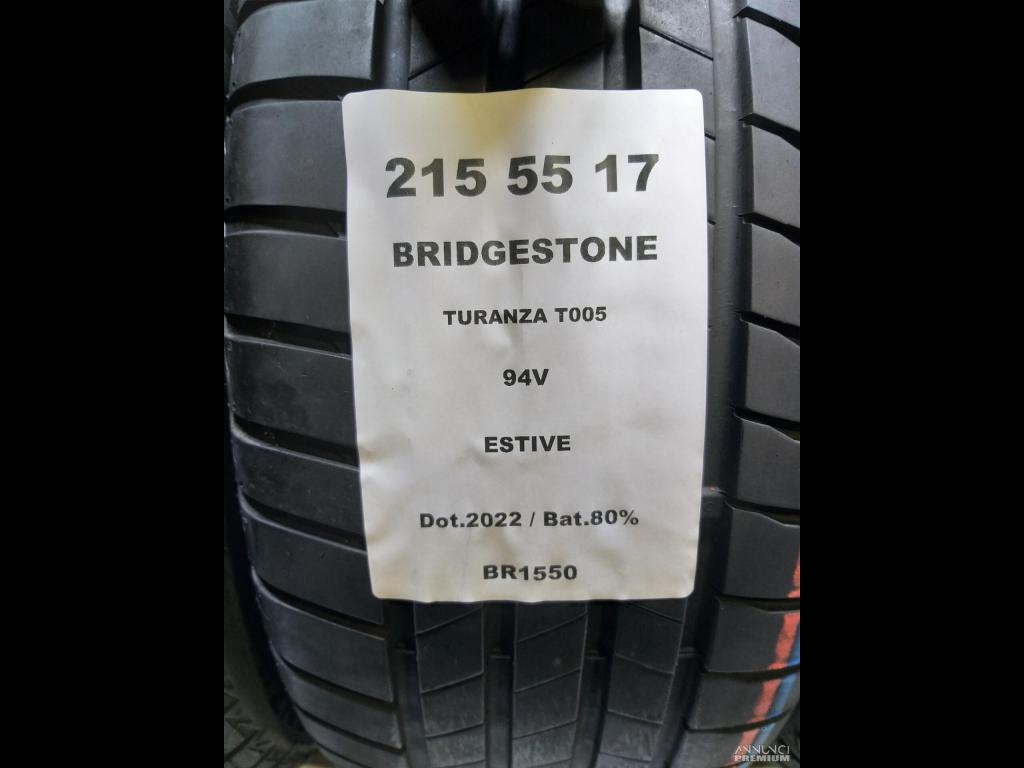 215 55 17
BRIDGESTONE
TURANZA T005
94V
ESTIVE
Dot.2022 / Bat.80%
BR1550
ANNUNCI
PREMIUM